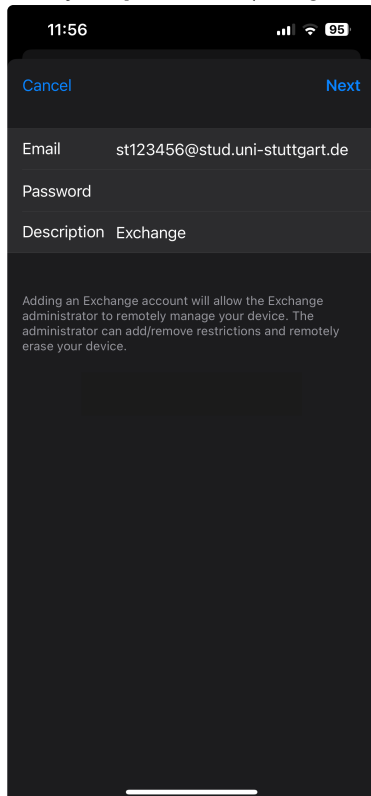 11:56
95
Cancel
Next
Email st123456@stud.uni-stuttgart.de
Password
Description Exchange
Adding an Exchange account will allow the Exchange
administrator to remotely manage your device. The
administrator can add/remove restrictions and remotely
erase your device.